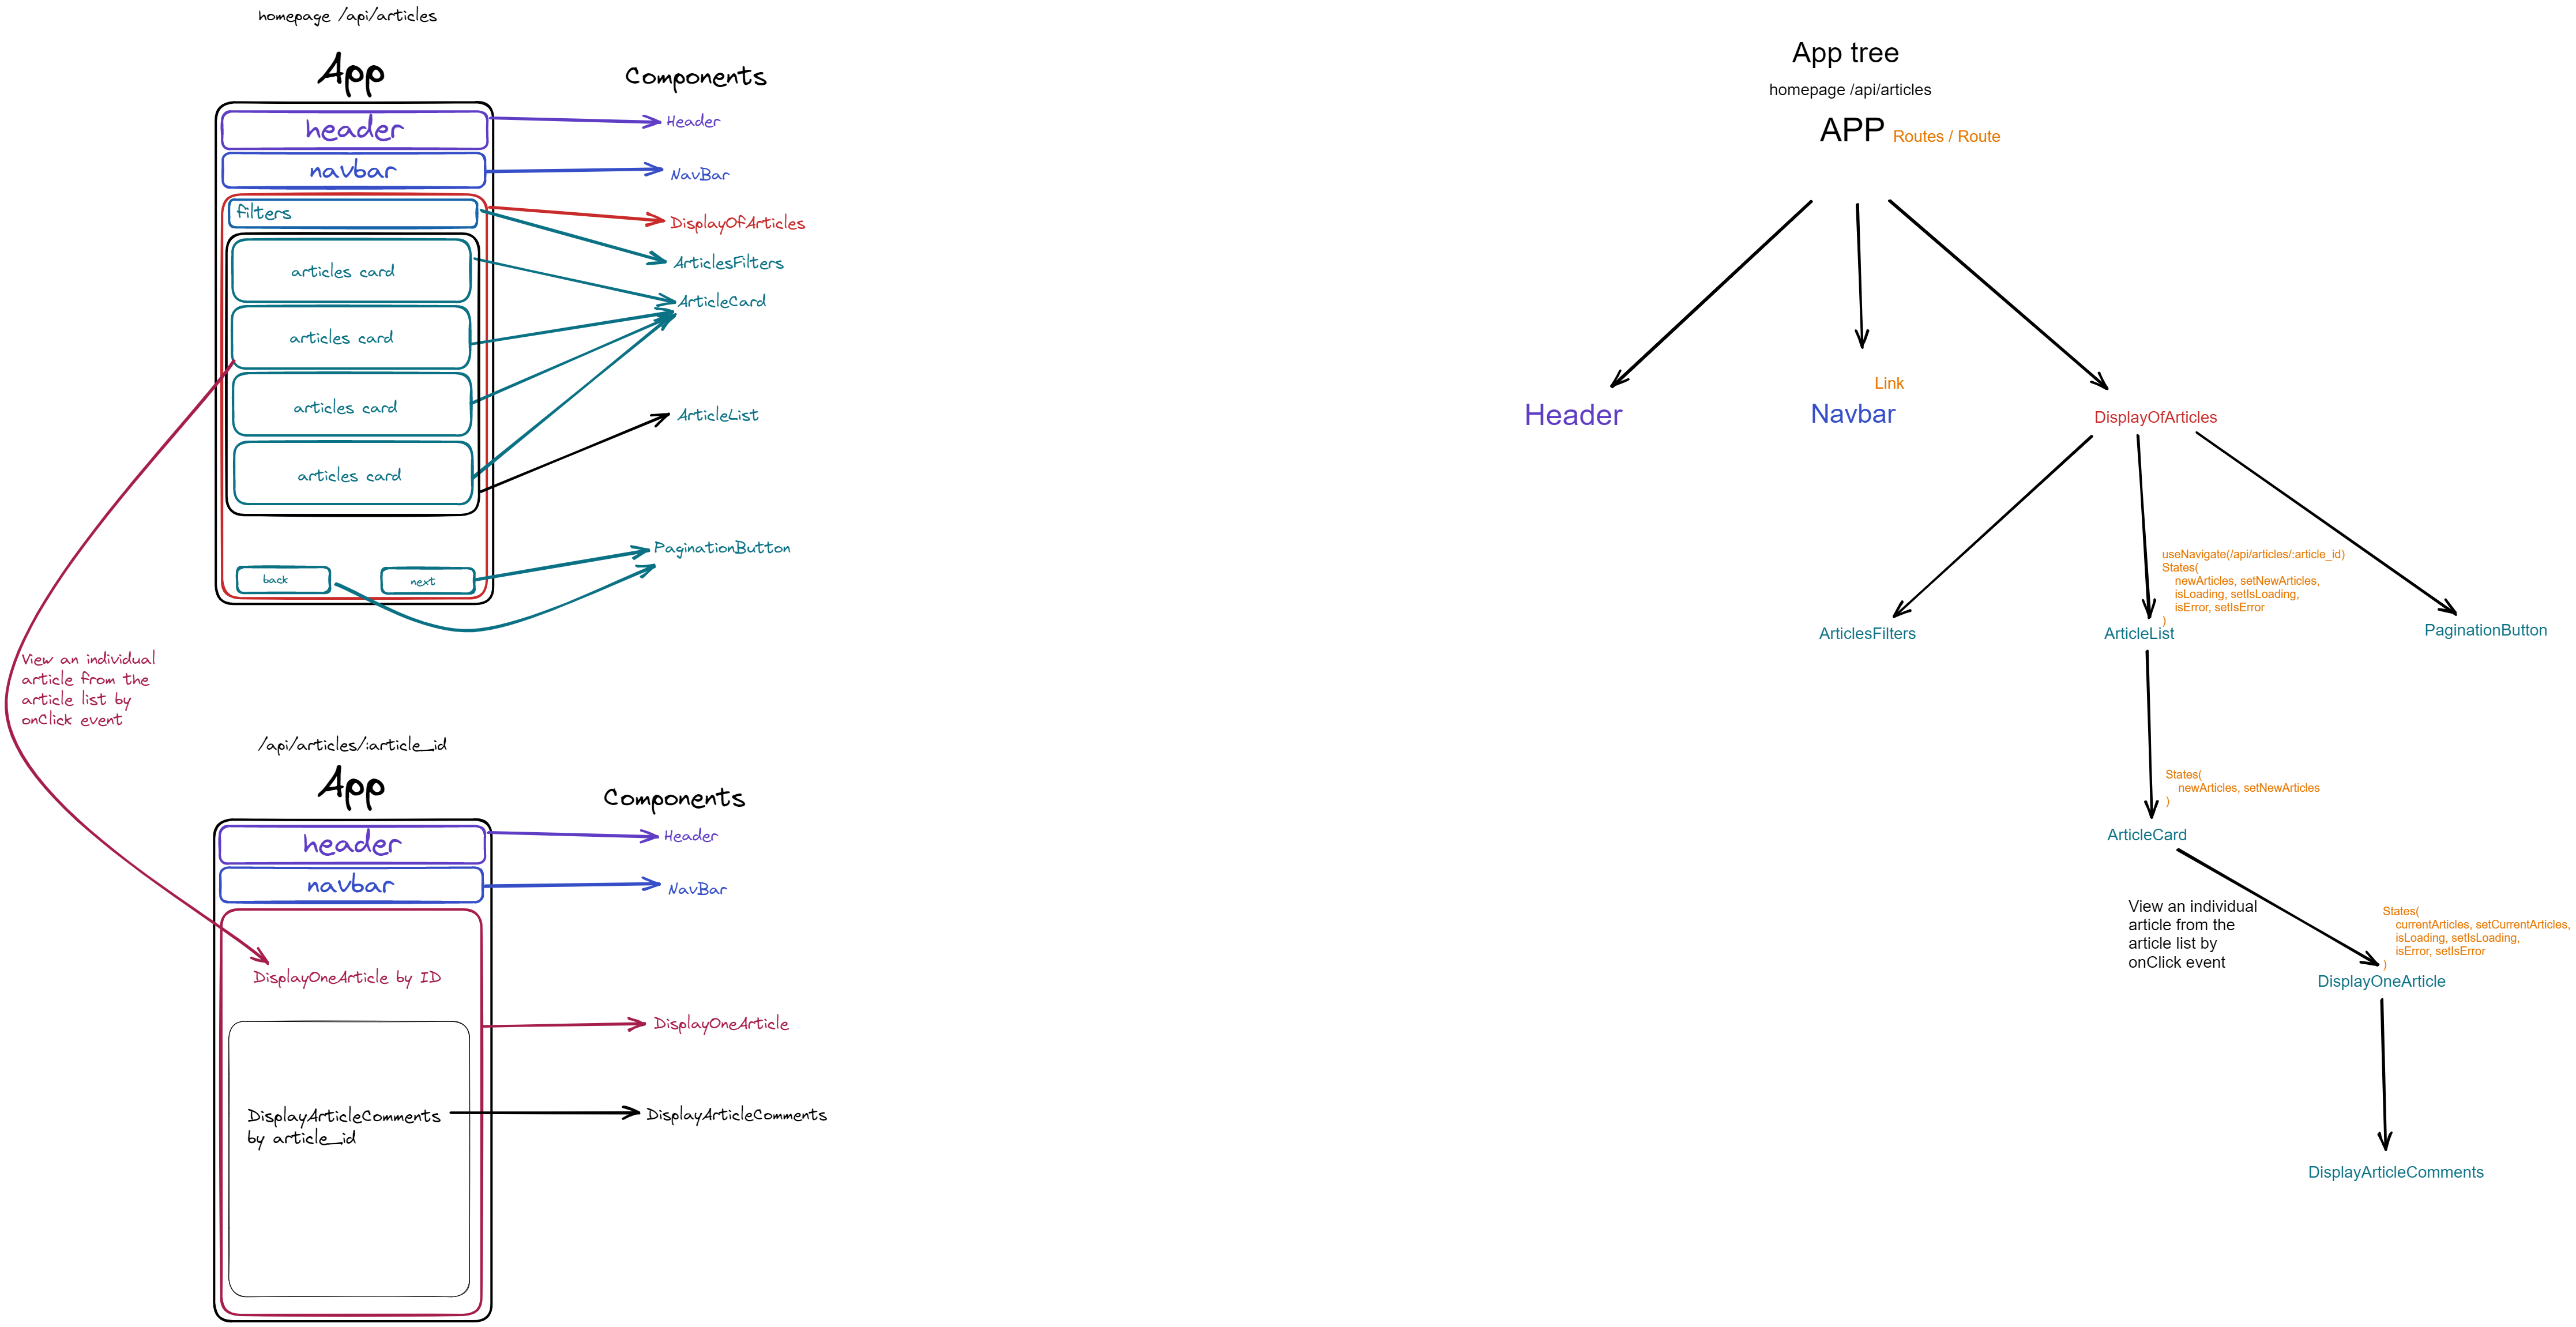 homepage /api/articles
App
Components
header
Header
navbar
NavBar
filters
DisplayOfArticles
ArticlesFilters
articles card
ArticleCard
articles card
articles card
ArticleList
articles card
PaginationButton
back
next
View an individual
article from the
article list by
onClick event
/api/articles/:article_id
App
Components
header
Header
navbar
NavBar
DisplayOneArticle by ID
DisplayOneArticle
DisplayArticleComments
by article_id
DisplayArticleComments
App tree
homepage /api/articles
APP Routes / Route
Link
Header
Navbar
DisplayOfArticles
useNavigate(/api/articles/:article_id)
States(
newArticles, setNewArticles,
isLoading, setIsLoading,
isError, setIsError
)
ArticlesFilters
ArticleList
PaginationButton
States(
newArticles, setNewArticles
)
ArticleCard
View an individual
article from the
article list by
onClick event
States(
currentArticles, setCurrentArticles,
isLoading, setIsLoading,
isError, setIsError
)
DisplayOneArticle
DisplayArticleComments